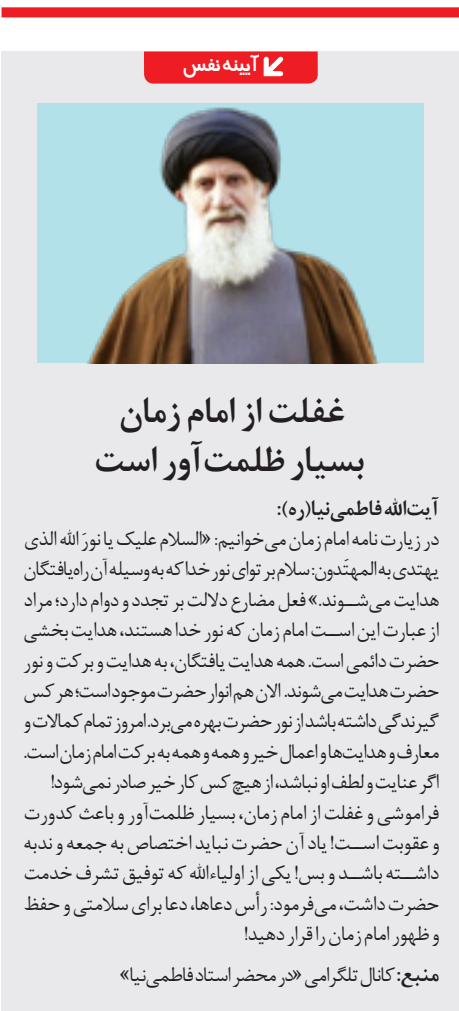 آیینه نفس
غفلت از امام زمان
بسیار ظلمت‌آور است
آیت‌الله فاطمی‌نیا(ره):
در زیارت نامه امام زمان می‌خوانیم: «السلام علیک یا نورَ الله الذی
یهتدی به المهتَدون: سلام بر توای نور خدا که به‌وسیله آن راه‌یافتگان
هدایت می‌شوند.» فعل مضارع دلالت بر تجدد و دوام دارد؛ مراد
از عبارت این است امام زمان که نور خدا هستند، هدایت بخشی
حضرت دائمی است. همه هدایت یافتگان، به هدایت و برکت و نور
حضرت هدایت می‌شوند. الان هم انوار حضرت موجود است؛ هر کس
گیرندگی داشته باشد از نور حضرت بهره می‌برد. امروز تمام کمالات و
معارف و هدایت‌ها و اعمال خیر و همه و همه به برکت امام زمان است.
اگر عنایت و لطف او نباشد، از هیچ کس کار خیر صادر نمی‌شود!
فراموشی و غفلت از امام زمان، بسیار ظلمت‌آور و باعث کدورت
و عقوبت است! یاد آن حضرت نباید اختصاص به جمعه و ندبه
داشته باشد و بس! یکی از اولیاءالله که توفیق تشرف خدمت
حضرت داشت، می‌فرمود: رأس دعاها، دعا برای سلامتی و حفظ
و ظهور امام زمان را قرار دهید!
منبع: کانال تلگرامی «در محضر استاد فاطمی‌نیا»